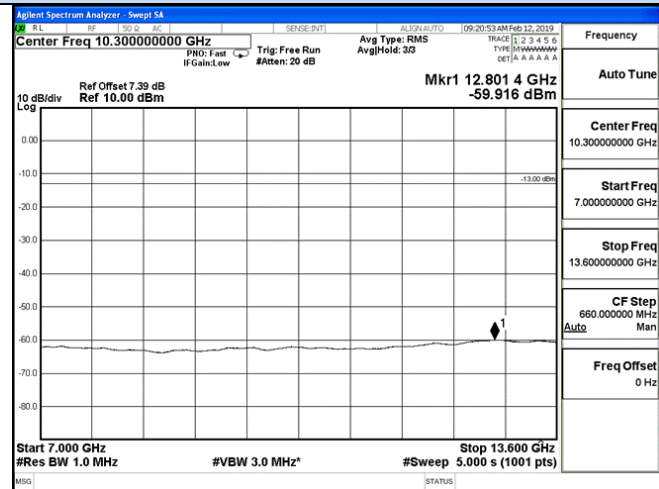 Agilent Spectrum Analyzer - Swept SA
RL RF 50 Ω AC SENSE:INT ALIGN AUTO 09:20:53 AM Feb 12, 2019
Center Freq 10.300000000 GHz
PNO: Fast
IFGain:Low
Trig: Free Run
#Atten: 20 dB
Avg Type: RMS
Avg|Hold: 3/3
TRACE 1 2 3 4 5 6
TYPE MWWWWW
DET A A A A A A
Mkr1 12.801 4 GHz
-59.916 dBm
Ref Offset 7.39 dB
10 dB/div Ref 10.00 dBm
Log
0.00
-10.0
-13.00 dBm
-20.0
-30.0
-40.0
-50.0
1
-60.0
-70.0
-80.0
Start 7.000 GHz Stop 13.600 GHz
#Res BW 1.0 MHz #VBW 3.0 MHz* #Sweep 5.000 s (1001 pts)
MSG STATUS
Frequency
Auto Tune
Center Freq
10.300000000 GHz
Start Freq
7.000000000 GHz
Stop Freq
13.600000000 GHz
CF Step
660.000000 MHz
Auto Man
Freq Offset
0 Hz